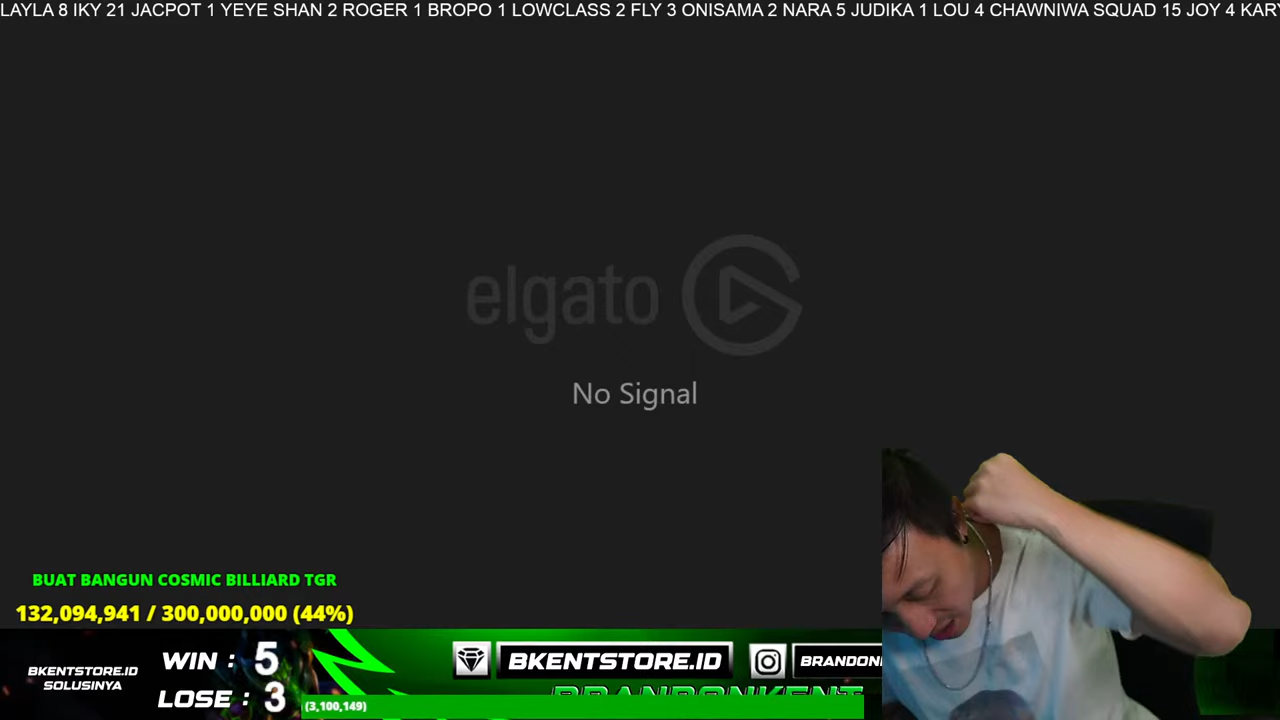 LAYLA 8 IKY 21 JACPOT 1 YEYE SHAN 2 ROGER 1 BROPO 1 LOWCLASS 2 FLY 3 ONISAMA 2 NARA 5 JUDIKA 1 LOU 4 CHAWNIWA SQUAD 15 JOY 4
elgato
No Signal
BUAT BANGUN COSMIC BILLIARD TGR
132,094,941 / 300,000,000 (44%)
BKENTSTORE.ID
SOLUSINYA
WIN : 5
LOSE : 3
BKENTSTORE.ID
BRANDONKENT
(3,100,149)